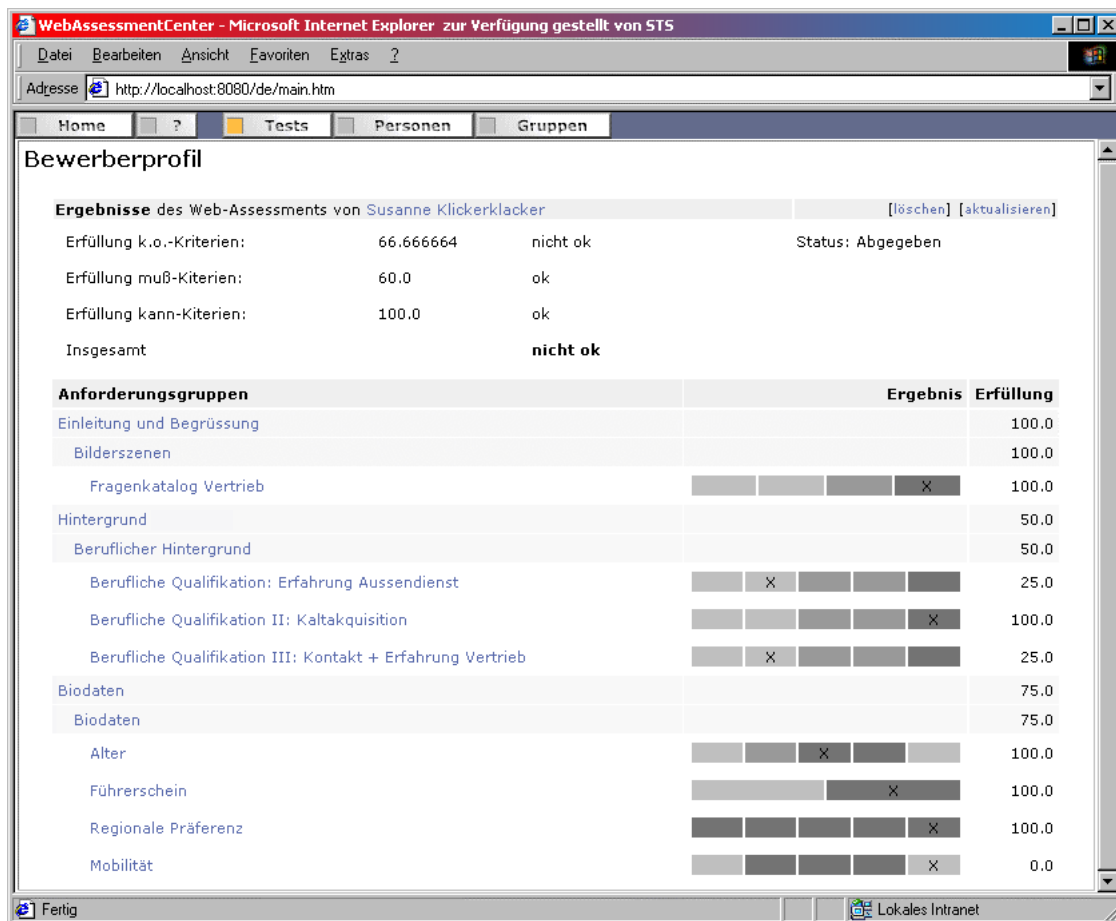 WebAssessmentCenter - Microsoft Internet Explorer zur Verfügung gestellt von STS
Datei Bearbeiten Ansicht Favoriten Extras ?
Adresse http://localhost:8080/de/main.htm
Home ? Tests Personen Gruppen
Bewerberprofil
Ergebnisse des Web-Assessments von Susanne Klickerklacker [löschen] [aktualisieren]
Erfüllung k.o.-Kriterien: 66.666664 nicht ok Status: Abgegeben
Erfüllung muß-Kiterien: 60.0 ok
Erfüllung kann-Kiterien: 100.0 ok
Insgesamt nicht ok
Anforderungsgruppen Ergebnis Erfüllung
Einleitung und Begrüssung 100.0
Bilderszenen 100.0
Fragenkatalog Vertrieb X 100.0
Hintergrund 50.0
Beruflicher Hintergrund 50.0
Berufliche Qualifikation: Erfahrung Aussendienst X 25.0
Berufliche Qualifikation II: Kaltakquisition X 100.0
Berufliche Qualifikation III: Kontakt + Erfahrung Vertrieb X 25.0
Biodaten 75.0
Biodaten 75.0
Alter X 100.0
Führerschein X 100.0
Regionale Präferenz X 100.0
Mobilität X 0.0
Fertig Lokales Intranet